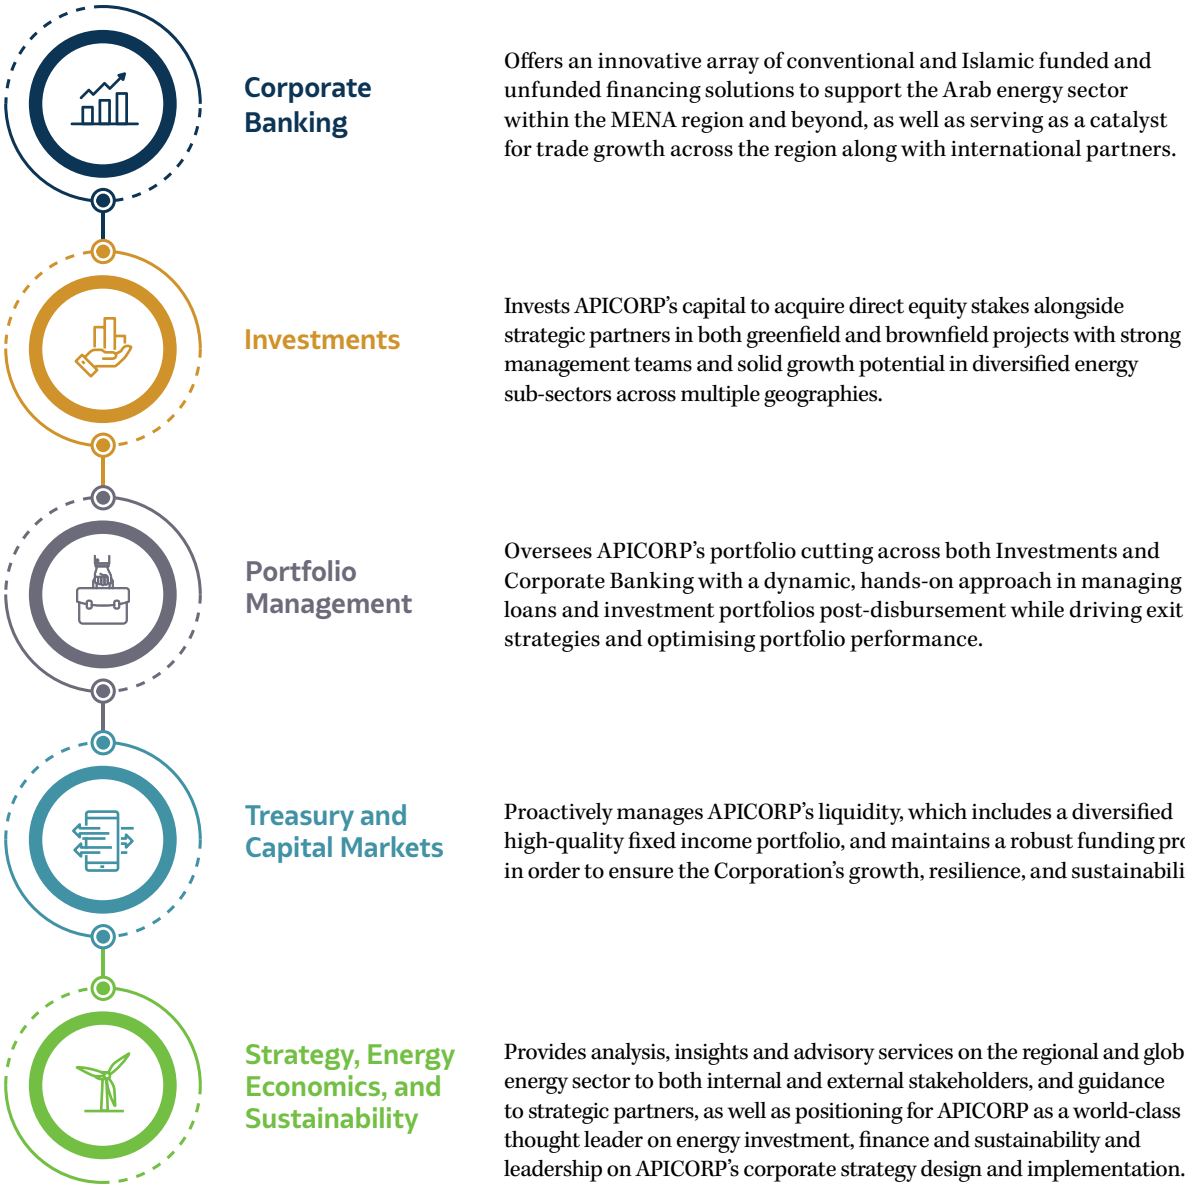 Corporate
Banking
Offers an innovative array of conventional and Islamic funded and
unfunded financing solutions to support the Arab energy sector
within the MENA region and beyond, as well as serving as a catalyst
for trade growth across the region along with international partners.
Investments
Invests APICORP’s capital to acquire direct equity stakes alongside
strategic partners in both greenfield and brownfield projects with strong
management teams and solid growth potential in diversified energy
sub-sectors across multiple geographies.
Portfolio
Management
Oversees APICORP’s portfolio cutting across both Investments and
Corporate Banking with a dynamic, hands-on approach in managing
loans and investment portfolios post-disbursement while driving exit
strategies and optimising portfolio performance.
Treasury and
Capital Markets
Proactively manages APICORP’s liquidity, which includes a diversified
high-quality fixed income portfolio, and maintains a robust funding
in order to ensure the Corporation’s growth, resilience, and
Strategy, Energy
Economics, and
Sustainability
Provides analysis, insights and advisory services on the regional and
energy sector to both internal and external stakeholders, and guidance
to strategic partners, as well as positioning for APICORP as a world-class
thought leader on energy investment, finance and sustainability and
leadership on APICORP’s corporate strategy design and implementation.